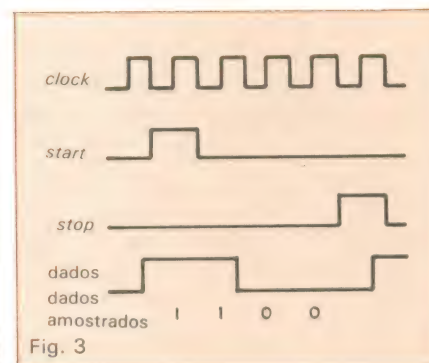 clock
start
stop
dados
dados
amostrados 1 1 0 0
Fig. 3